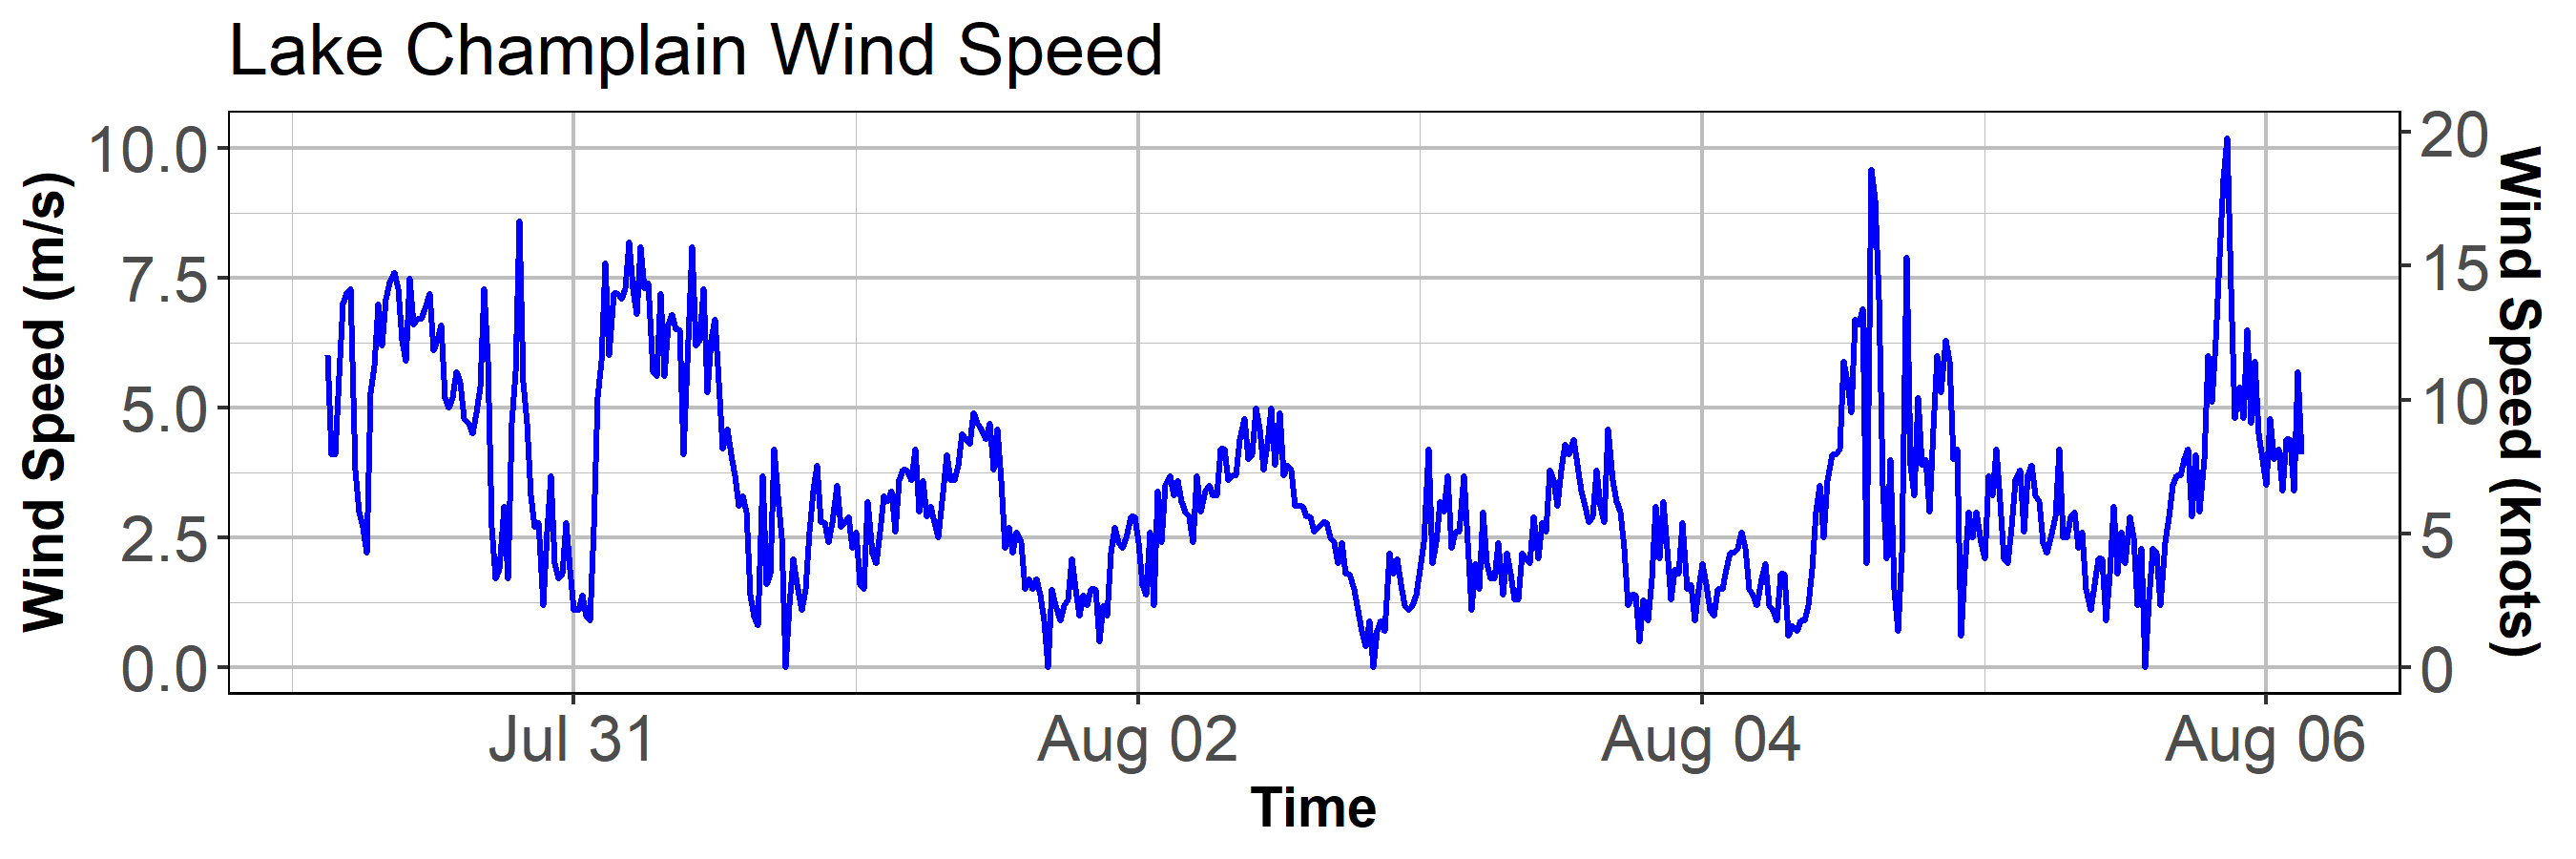 Lake Champlain Wind Speed
Wind Speed (m/s)
10.0
7.5
5.0
2.5
0.0
20
15
10
5
0
Wind Speed (knots)
Jul 31
Aug 02
Aug 04
Aug 06
Time